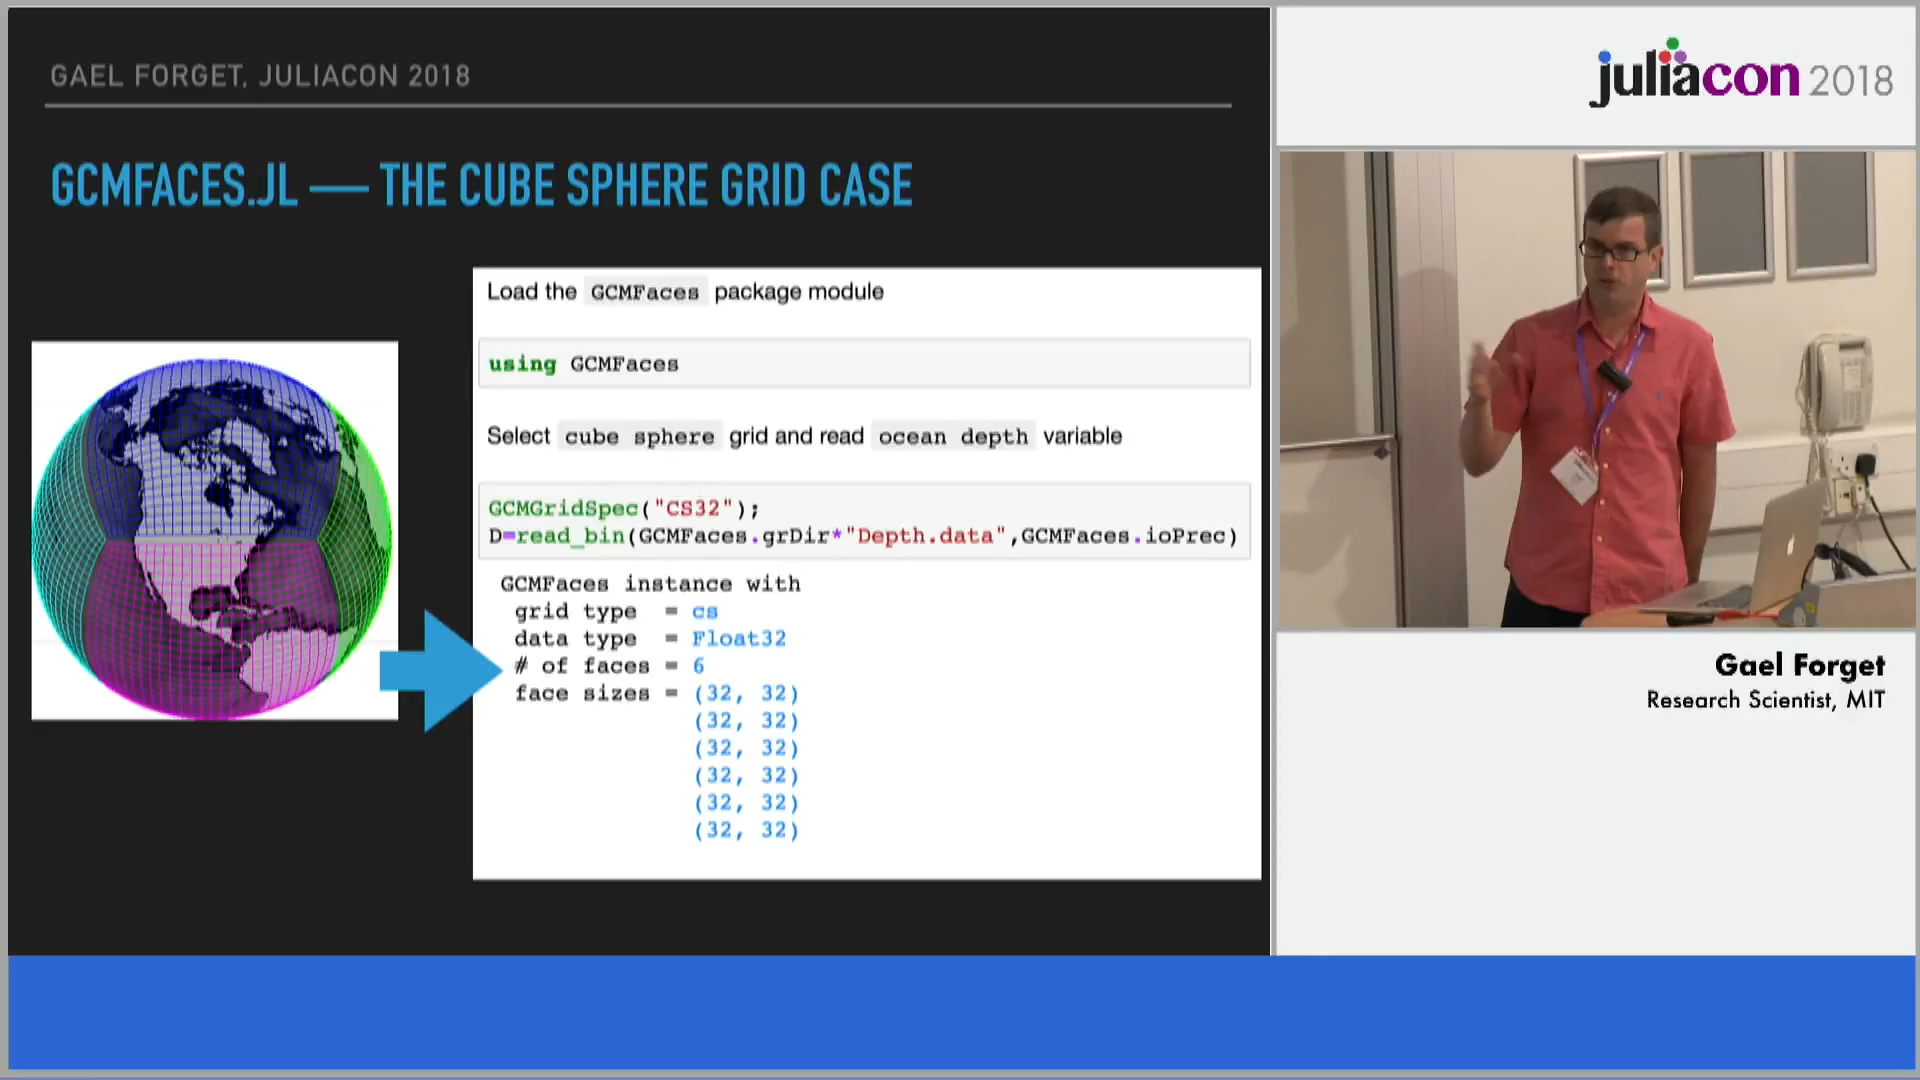 GAEL FORGET, JULIACON 2018
GCMFACES.JL — THE CUBE SPHERE GRID CASE
Load the GCMFaces package module
using GCMFaces
Select cube sphere grid and read ocean depth variable
GCMGridSpec("CS32");
D=read_bin(GCMFaces.grDir*"Depth.data",GCMFaces.ioPrec)
GCMFaces instance with
grid type = cs
data type = Float32
# of faces = 6
face sizes = (32, 32)
(32, 32)
(32, 32)
(32, 32)
(32, 32)
(32, 32)
juliacon 2018
Gael Forget
Research Scientist, MIT